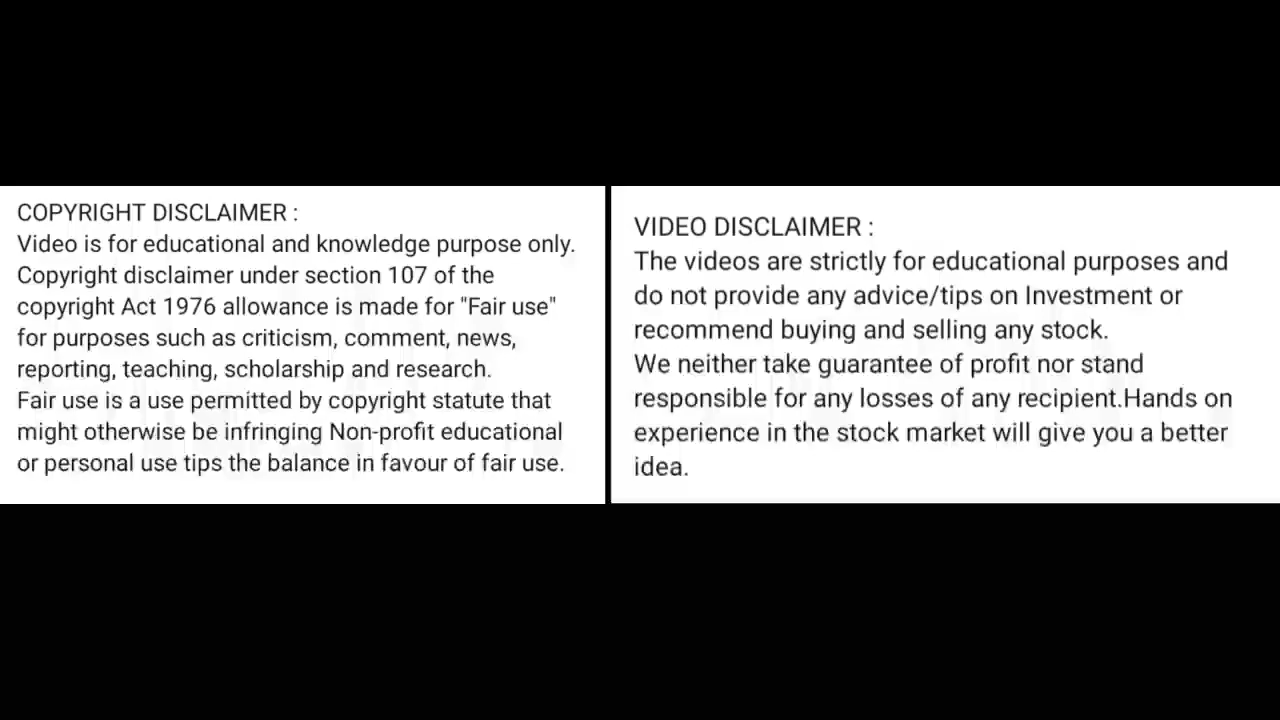 COPYRIGHT DISCLAIMER :
Video is for educational and knowledge purpose only.
Copyright disclaimer under section 107 of the
copyright Act 1976 allowance is made for "Fair use"
for purposes such as criticism, comment, news,
reporting, teaching, scholarship and research.
Fair use is a use permitted by copyright statute that
might otherwise be infringing Non-profit educational
or personal use tips the balance in favour of fair use.
VIDEO DISCLAIMER :
The videos are strictly for educational purposes and
do not provide any advice/tips on Investment or
recommend buying and selling any stock.
We neither take guarantee of profit nor stand
responsible for any losses of any recipient.Hands on
experience in the stock market will give you a better
idea.